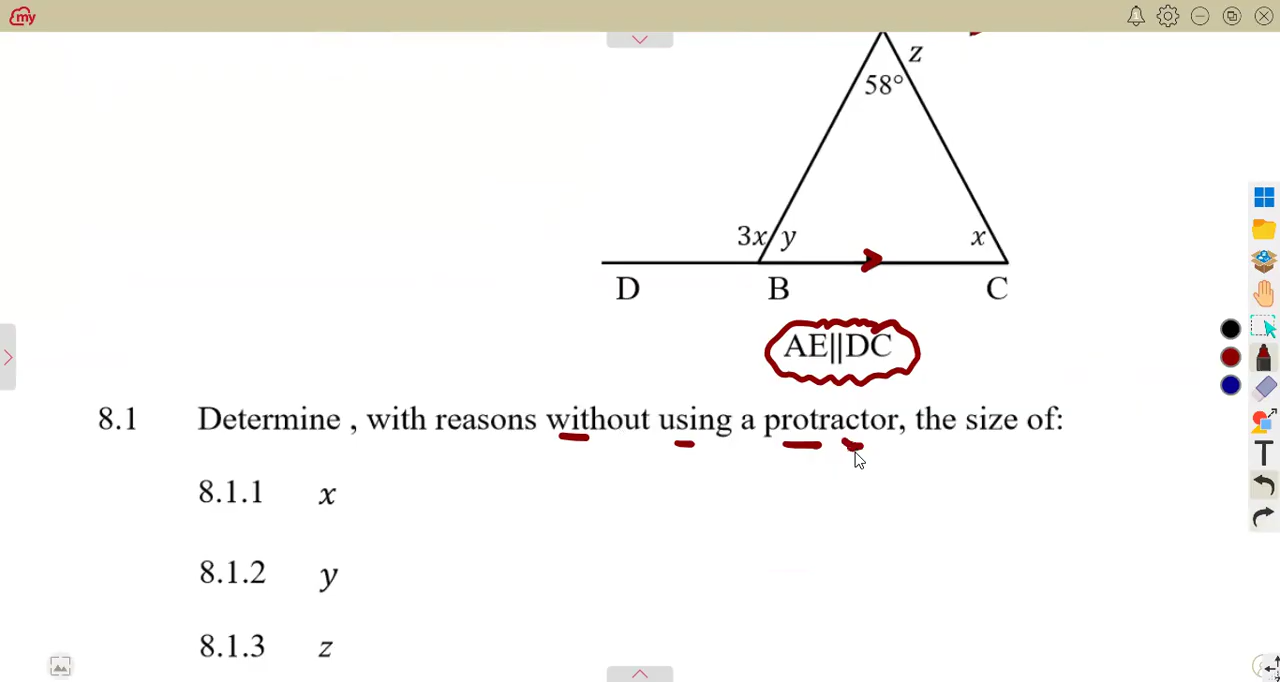 my
z
58°
3x y x
D B C
AE||DC
8.1 Determine , with reasons without using a protractor, the size of:
8.1.1 x
8.1.2 y
8.1.3 z
T